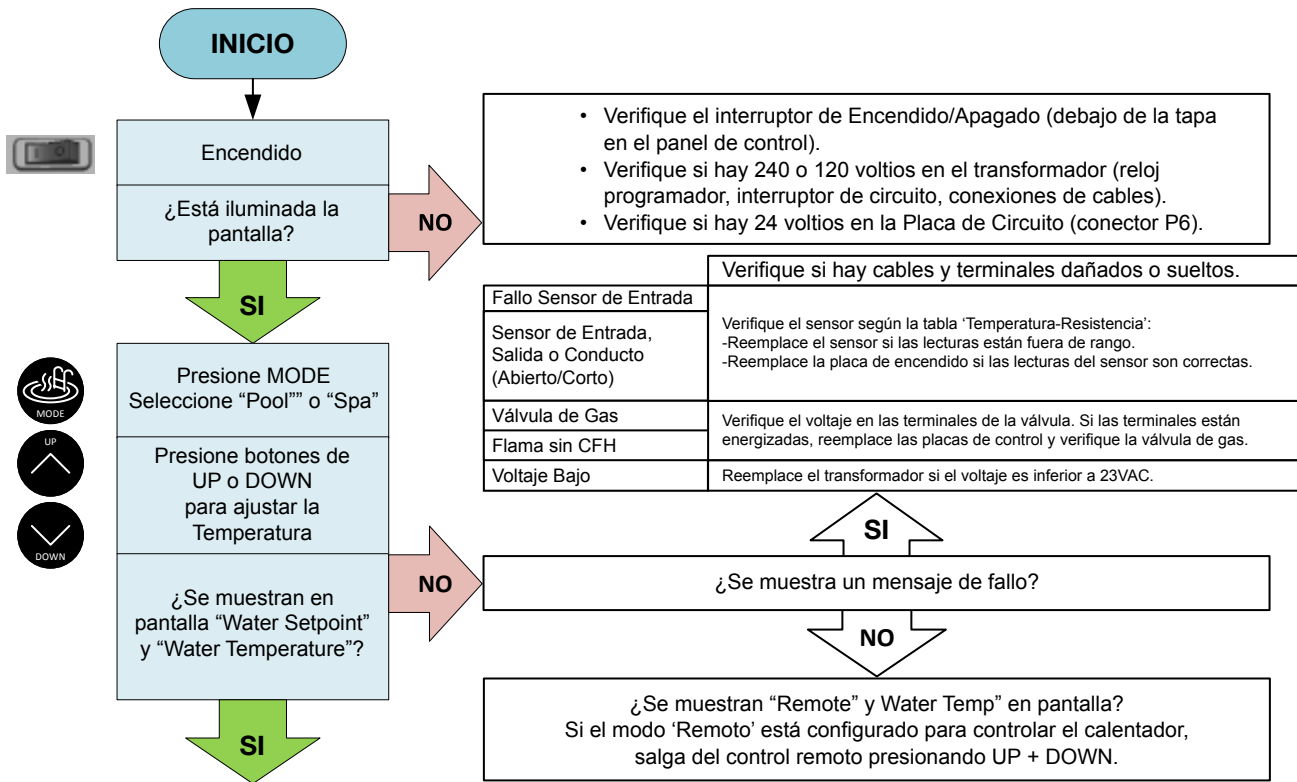 INICIO
Encendido
¿Está iluminada la
pantalla?
NO
• Verifique el interruptor de Encendido/Apagado (debajo de la tapa
en el panel de control).
• Verifique si hay 240 o 120 voltios en el transformador (reloj
programador, interruptor de circuito, conexiones de cables).
• Verifique si hay 24 voltios en la Placa de Circuito (conector P6).
SI
Verifique si hay cables y terminales dañados o sueltos.
Fallo Sensor de Entrada
Sensor de Entrada,
Salida o Conducto
(Abierto/Corto)
Verifique el sensor según la tabla ‘Temperatura-Resistencia’:
-Reemplace el sensor si las lecturas están fuera de rango.
-Reemplace la placa de encendido si las lecturas del sensor son correctas.
Válvula de Gas
Flama sin CFH
Verifique el voltaje en las terminales de la válvula. Si las terminales están
energizadas, reemplace las placas de control y verifique la válvula de gas.
Voltaje Bajo
Reemplace el transformador si el voltaje es inferior a 23VAC.
MODE
Presione MODE
Seleccione “Pool”” o “Spa”
UP
DOWN
Presione botones de
UP o DOWN
para ajustar la
Temperatura
¿Se muestran en
pantalla “Water Setpoint”
y “Water Temperature”?
NO
SI
¿Se muestra un mensaje de fallo?
NO
¿Se muestran “Remote” y Water Temp” en pantalla?
Si el modo ‘Remoto’ está configurado para controlar el calentador,
salga del control remoto presionando UP + DOWN.
SI